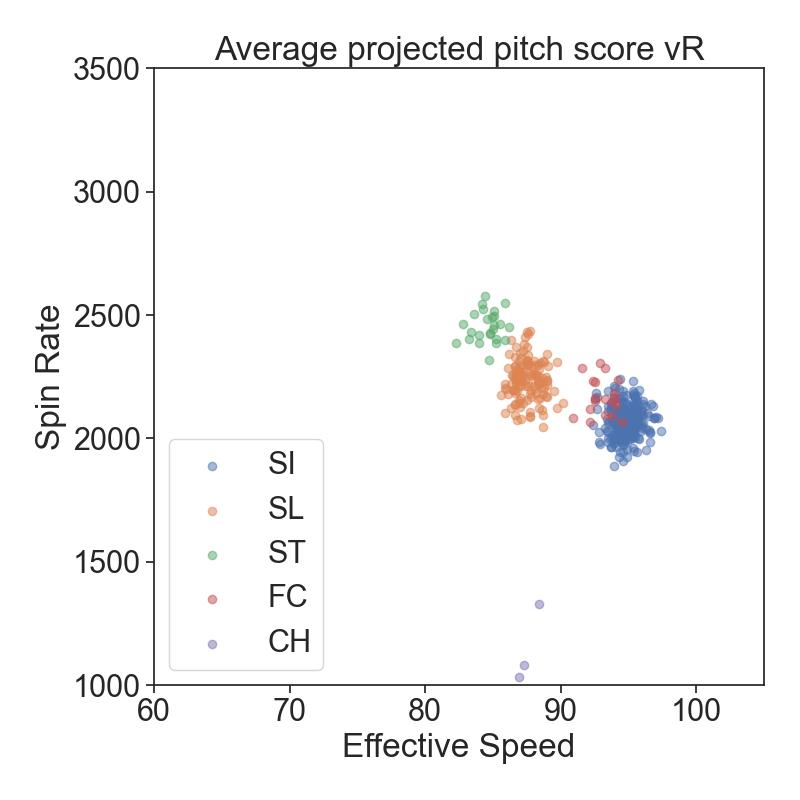 Average projected pitch score vR
3500
3000
2500
2000
1500
1000
Spin Rate
SI
SL
ST
FC
CH
60
70
80
90
100
Effective Speed